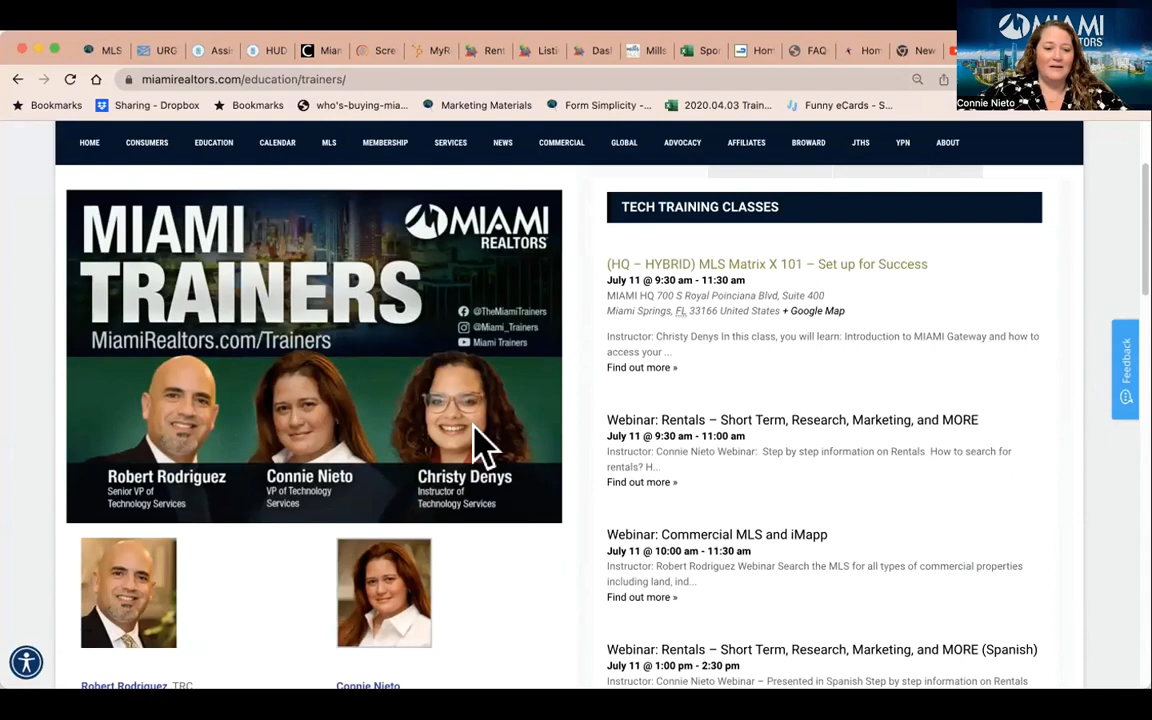 MLS
URG
Assi
HUD
Mian
Scre
MyR
Rent
Listi
Dasl
Mills
Spor
Hom
FAQ
Hom
New
miamirealtors.com/education/trainers/
Bookmarks
Sharing - Dropbox
Bookmarks
who's-buying-mia...
Marketing Materials
Form Simplicity -...
2020.04.03 Train...
Funny eCards - S...
MIAMI
REALTORS
Connie Nieto
HOME CONSUMERS EDUCATION CALENDAR MLS MEMBERSHIP SERVICES NEWS COMMERCIAL GLOBAL ADVOCACY AFFILIATES BROWARD JTHS YPN ABOUT
MIAMI
TRAINERS
MiamiRealtors.com/Trainers
MIAMI
REALTORS
@TheMiamiTrainers
@Miami_Trainers
Miami Trainers
Robert Rodriguez
Senior VP of
Technology Services
Connie Nieto
VP of Technology
Services
Christy Denys
Instructor of
Technology Services
Robert Rodriguez, TRC
Connie Nieto
TECH TRAINING CLASSES
(HQ – HYBRID) MLS Matrix X 101 – Set up for Success
July 11 @ 9:30 am - 11:30 am
MIAMI HQ 700 S Royal Poinciana Blvd, Suite 400
Miami Springs, FL 33166 United States + Google Map
Instructor: Christy Denys In this class, you will learn: Introduction to MIAMI Gateway and how to
access your ...
Find out more »
Webinar: Rentals – Short Term, Research, Marketing, and MORE
July 11 @ 9:30 am - 11:00 am
Instructor: Connie Nieto Webinar: Step by step information on Rentals How to search for
rentals? H...
Find out more »
Webinar: Commercial MLS and iMapp
July 11 @ 10:00 am - 11:30 am
Instructor: Robert Rodriguez Webinar Search the MLS for all types of commercial properties
including land, ind...
Find out more »
Webinar: Rentals – Short Term, Research, Marketing, and MORE (Spanish)
July 11 @ 1:00 pm - 2:30 pm
Instructor: Connie Nieto Webinar – Presented in Spanish Step by step information on Rentals
Feedback